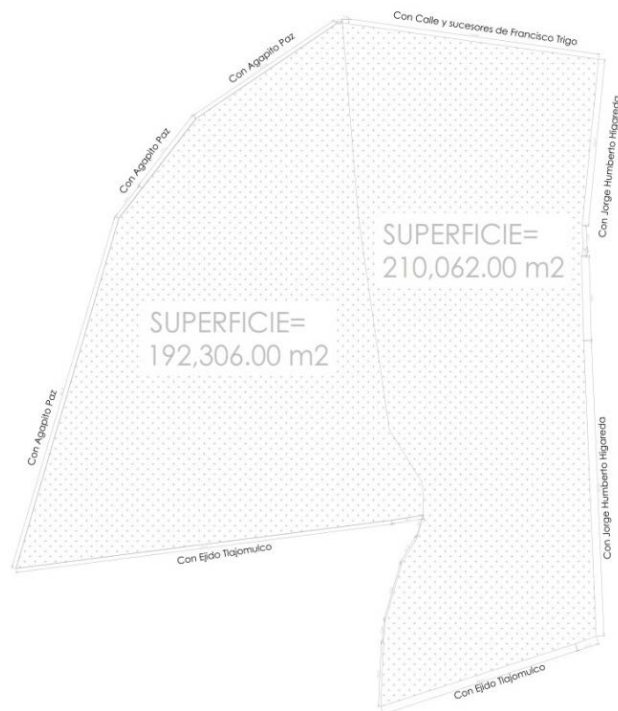 Con Calle y sucesores de Francisco Trigo
Con Agapito Paz
Con Jorge Humberto Higareda
Con Agapito Paz
SUPERFICIE=
210,062.00 m2
SUPERFICIE=
192,306.00 m2
Con Agapito Paz
Con Jorge Humberto Higareda
Con Ejido Tlajomulco
Con Ejido Tlajomulco